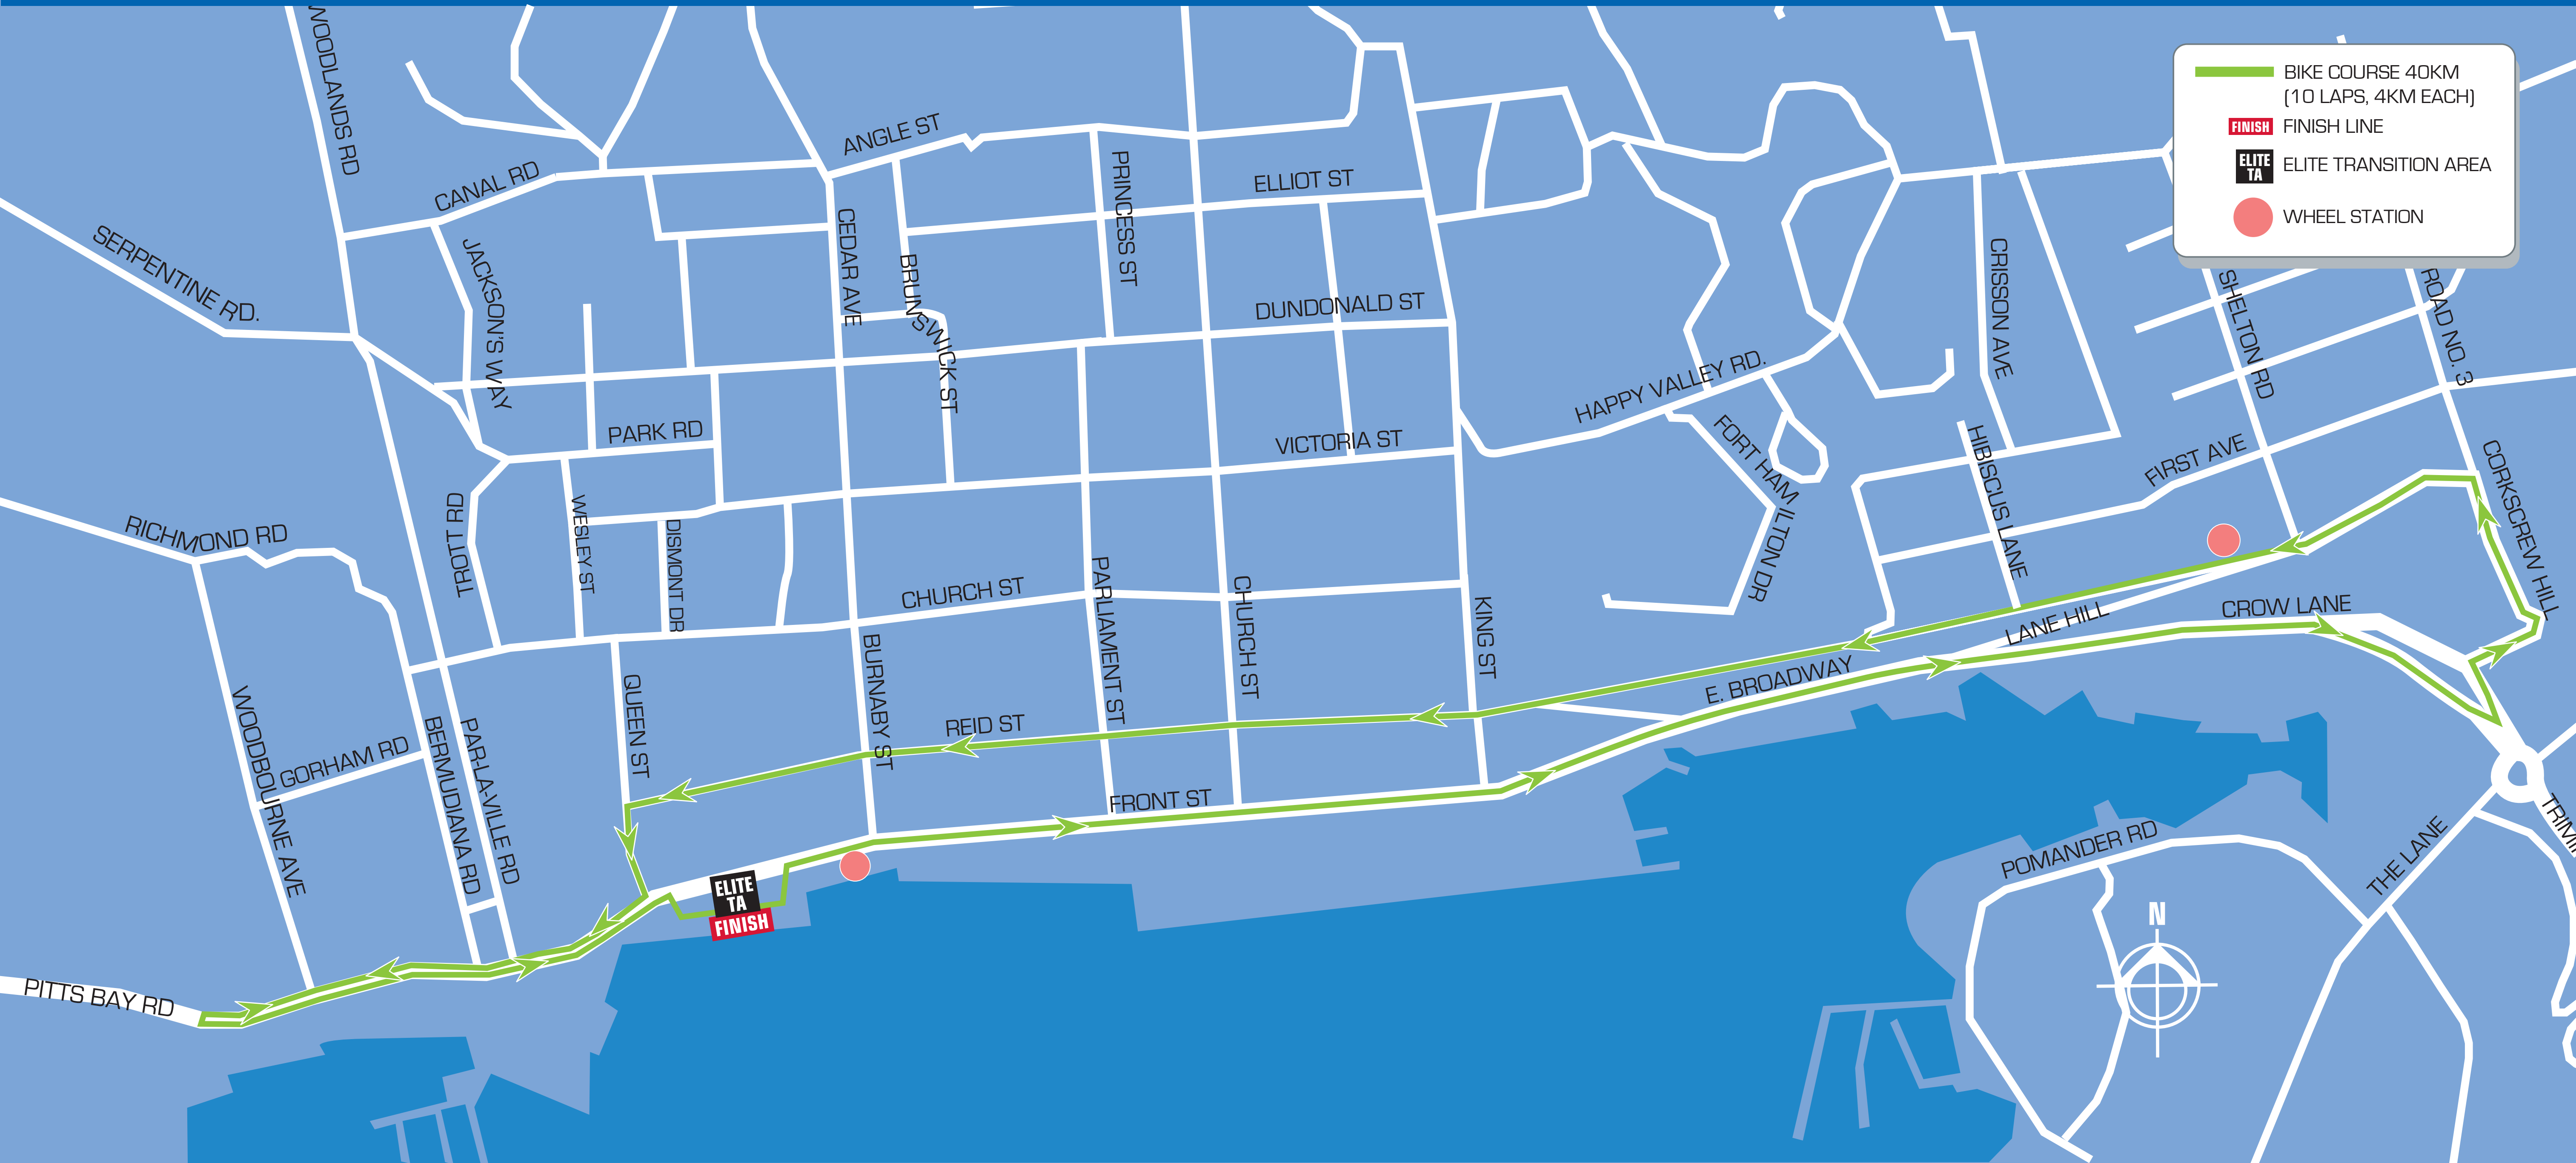 WOODLANDS RD
BIKE COURSE 40KM
(10 LAPS, 4KM EACH)
FINISH
FINISH LINE
ELITE
TA
ELITE TRANSITION AREA
WHEEL STATION
ANGLE ST
CANAL RD
PRINCESS ST
ELLIOT ST
CEDAR AVE
SERPENTINE RD.
JACKSON'S WAY
BRUNSWICK ST
DUNDONALD ST
CRISSON AVE
SHELTON RD
ROAD NO. 3
HAPPY VALLEY RD.
PARK RD
VICTORIA ST
FORT HAMILTON DR
HIBISCUS LANE
FIRST AVE
CORKSCREW HILL
RICHMOND RD
TROTT RD
WESLEY ST
DISMONT DR
CHURCH ST
PARLIAMENT ST
CHURCH ST
KING ST
LANE HILL
CROW LANE
E. BROADWAY
BURNABY ST
QUEEN ST
REID ST
WOODBOURNE AVE
GORHAM RD
BERMUDIANA RD
PAR-LA-VILLE RD
FRONT ST
ELITE
TA
FINISH
PITTS BAY RD
POMANDER RD
THE LANE
TRIMM
N